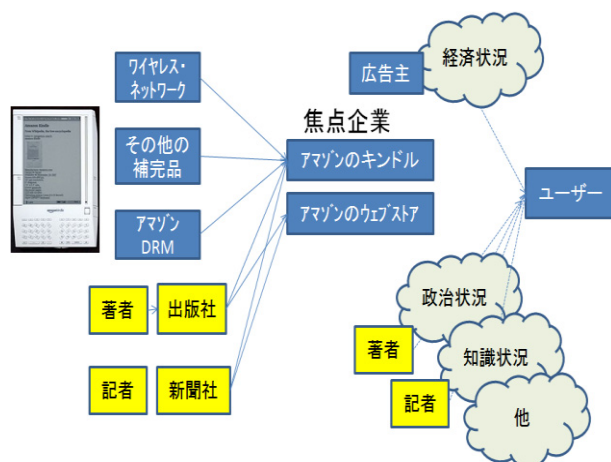 経済状況
広告主
ワイヤレス・
ネットワーク
焦点企業
その他の
補完品
アマゾンのキンドル
ユーザー
アマゾンのウェブストア
アマゾン
DRM
政治状況
著者
出版社
著者
知識状況
記者
新聞社
記者
他